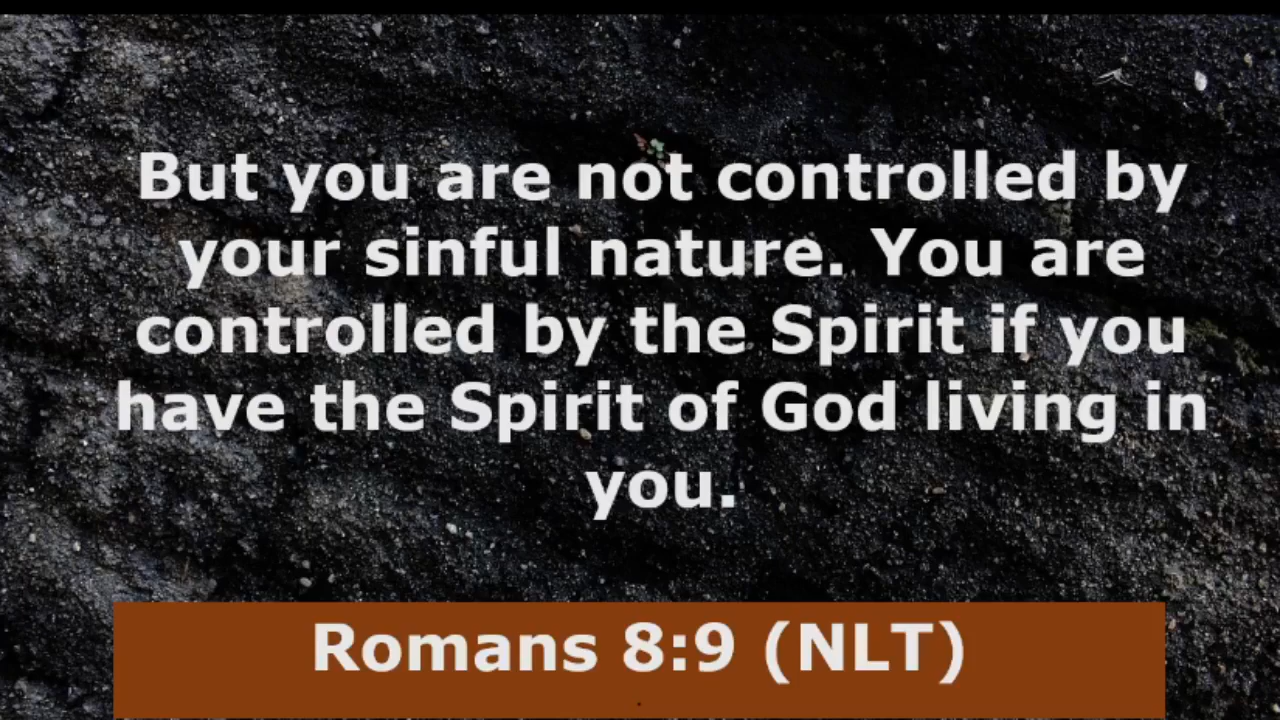 But you are not controlled by
your sinful nature. You are
controlled by the Spirit if you
have the Spirit of God living in
you.
Romans 8:9 (NLT)
.